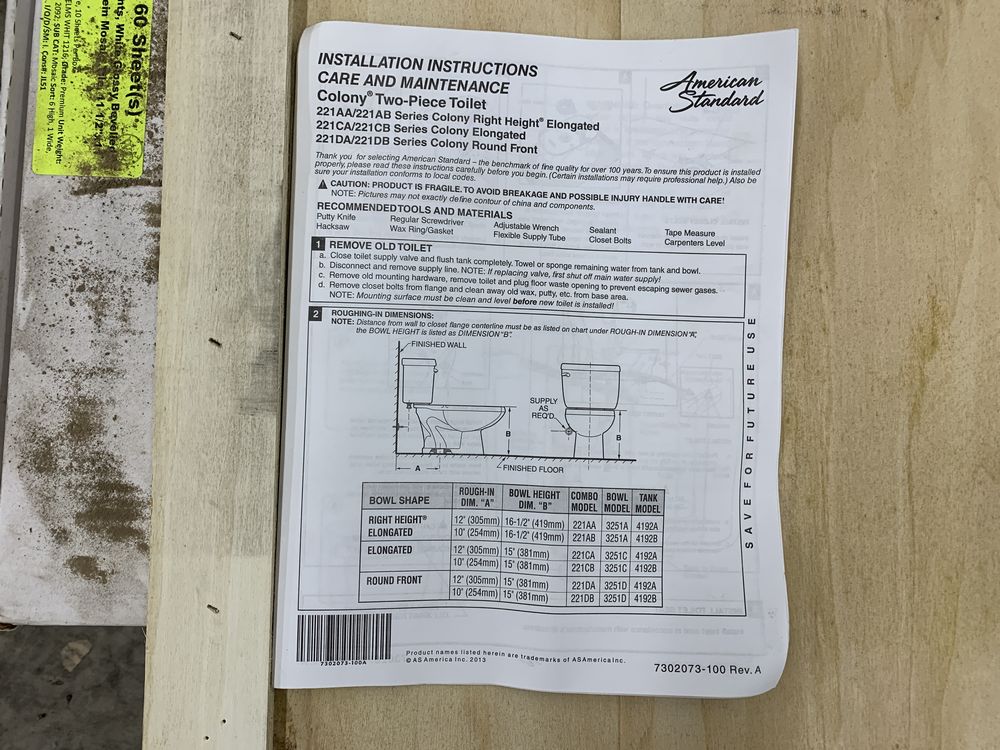 60 Sheet(s)
INSTALLATION INSTRUCTIONS
CARE AND MAINTENANCE
Colony® Two-Piece Toilet
221AA/221AB Series Colony Right Height® Elongated
221CA/221CB Series Colony Elongated
221DA/221DB Series Colony Round Front
American
Standard
Thank you for selecting American Standard – the benchmark of fine quality for over 100 years. To ensure this product is installed
properly, please read these instructions carefully before you begin. (Certain installations may require professional help.) Also be
sure your installation conforms to local codes.
CAUTION: PRODUCT IS FRAGILE. TO AVOID BREAKAGE AND POSSIBLE INJURY HANDLE WITH CARE!
NOTE: Pictures may not exactly define contour of china and components.
RECOMMENDED TOOLS AND MATERIALS
Putty Knife Regular Screwdriver Adjustable Wrench Sealant Tape Measure
Hacksaw Wax Ring/Gasket Flexible Supply Tube Closet Bolts Carpenters Level
1 REMOVE OLD TOILET
a. Close toilet supply valve and flush tank completely. Towel or sponge remaining water from tank and bowl.
b. Disconnect and remove supply line. NOTE: If replacing valve, first shut off main water supply!
c. Remove old mounting hardware, remove toilet and plug floor waste opening to prevent escaping sewer gases.
d. Remove closet bolts from flange and clean away old wax, putty, etc. from base area.
NOTE: Mounting surface must be clean and level before new toilet is installed!
2 ROUGHING-IN DIMENSIONS:
NOTE: Distance from wall to closet flange centerline must be as listed on chart under ROUGH-IN DIMENSION "A",
the BOWL HEIGHT is listed as DIMENSION "B".
FINISHED WALL
SUPPLY
AS
REQ'D
B
B
A
FINISHED FLOOR
BOWL SHAPE ROUGH-IN DIM. "A" BOWL HEIGHT DIM. "B" COMBO MODEL BOWL MODEL TANK MODEL
RIGHT HEIGHT® 12" (305mm) 16-1/2" (419mm) 221AA 3251A 4192A
ELONGATED 10" (254mm) 16-1/2" (419mm) 221AB 3251A 4192B
ELONGATED 12" (305mm) 15" (381mm) 221CA 3251C 4192A
10" (254mm) 15" (381mm) 221CB 3251C 4192B
ROUND FRONT 12" (305mm) 15" (381mm) 221DA 3251D 4192A
10" (254mm) 15" (381mm) 221DB 3251D 4192B
SAVE FOR FUTURE USE
7302073-100A
Product names listed herein are trademarks of AS America Inc.
© AS America Inc. 2013
7302073-100 Rev. A